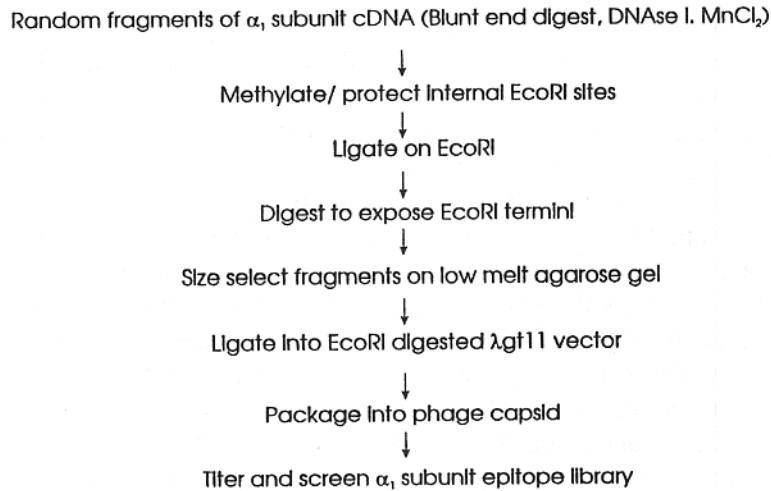 Random fragments of α₁ subunit cDNA (Blunt end digest, DNAse I. MnCl₂)
Methylate/ protect internal EcoRI sites
Ligate on EcoRI
Digest to expose EcoRI termini
Size select fragments on low melt agarose gel
Ligate into EcoRI digested λgt11 vector
Package into phage capsid
Titer and screen α₁ subunit epitope library